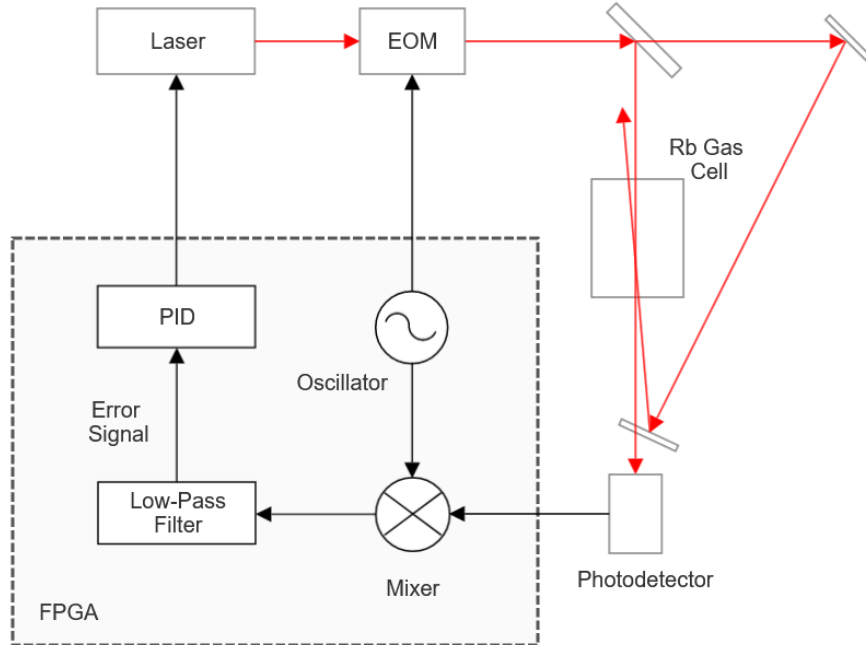 Laser
EOM
Rb Gas
Cell
PID
Oscillator
Error
Signal
Low-Pass
Filter
Mixer
Photodetector
FPGA